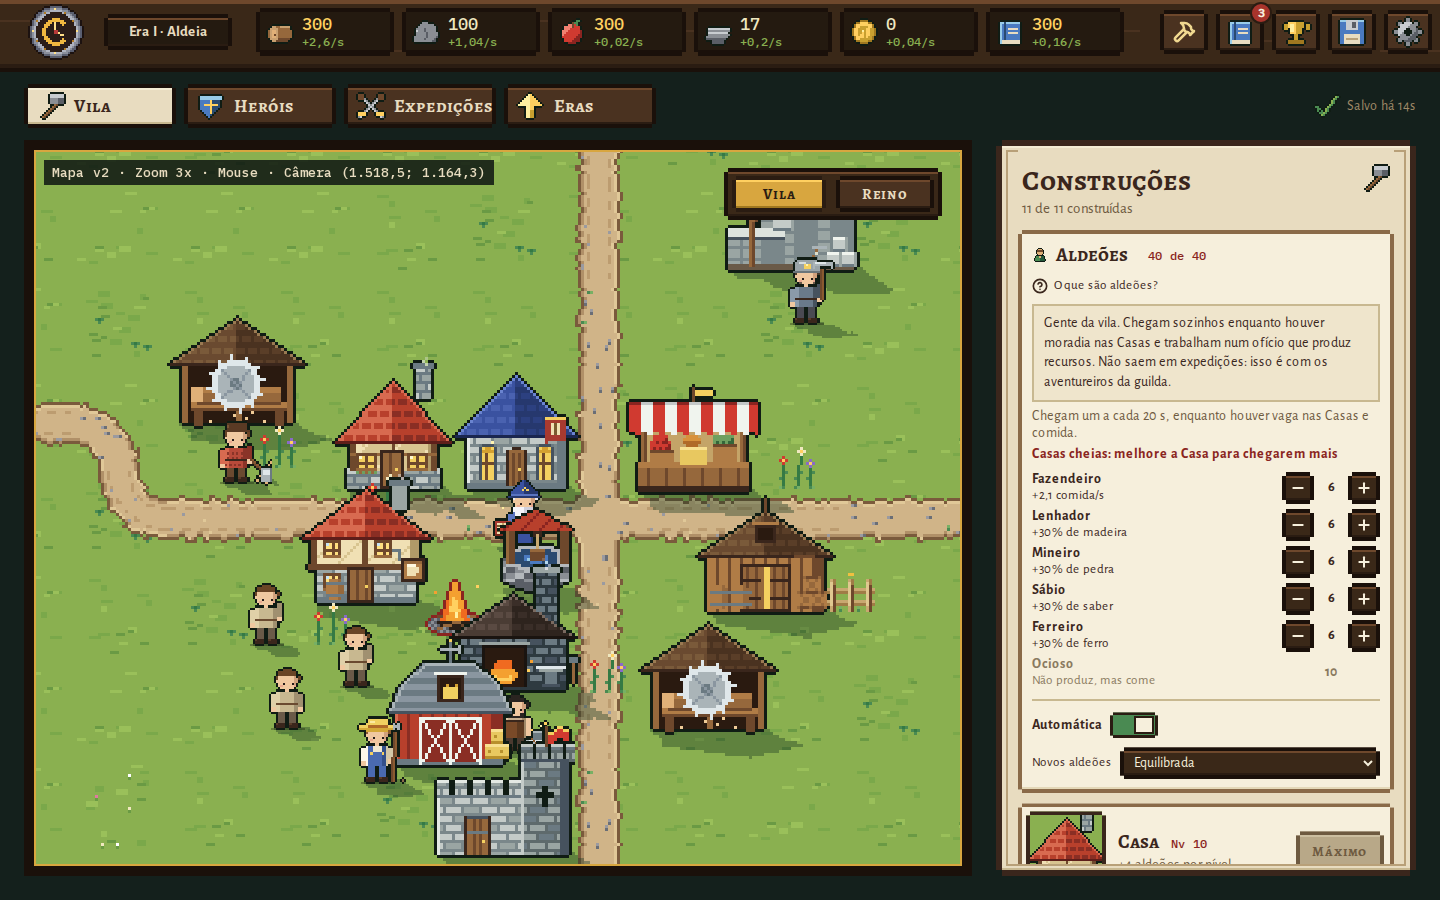 Era I · Aldeia
300
+2,6/s
100
+1,04/s
300
+0,02/s
17
+0,2/s
0
+0,04/s
300
+0,16/s
3
Vila
Heróis
Expedições
Eras
Salvo há 14s
Mapa v2 · Zoom 3x · Mouse · Câmera (1.518,5; 1.164,3)
Vila
Reino
Construções
11 de 11 construídas
Aldeões 40 de 40
O que são aldeões?
Gente da vila. Chegam sozinhos enquanto houver
moradia nas Casas e trabalham num ofício que produz
recursos. Não saem em expedições: isso é com os
aventureiros da guilda.
Chegam um a cada 20 s, enquanto houver vaga nas Casas e
comida.
Casas cheias: melhore a Casa para chegarem mais
Fazendeiro
+2,1 comida/s
− 6 +
Lenhador
+30% de madeira
− 6 +
Mineiro
+30% de pedra
− 6 +
Sábio
+30% de saber
− 6 +
Ferreiro
+30% de ferro
− 6 +
Ocioso
Não produz, mas come
10
Automática
Novos aldeões
Equilibrada
Casa Nv 10
+4 aldeões por nível
Máximo